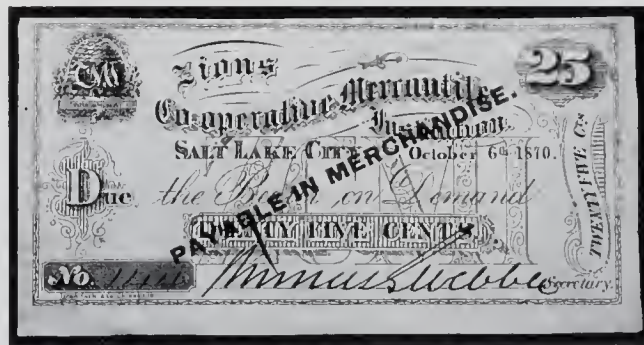 Zions
25
Co-operative Mercantile
Institution
SALT LAKE CITY October 6th 1870.
Due the Bearer on Demand
TWENTY FIVE CENTS
PAYABLE IN MERCHANDISE.
TWENTY FIVE Cts
No.
Secretary.